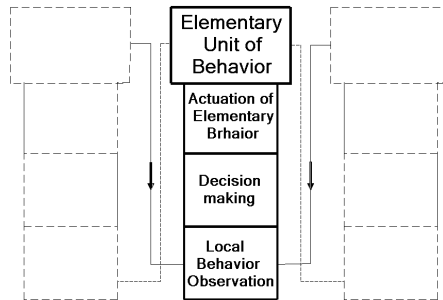 Elementary
Unit of
Behavior
Actuation of
Elementary
Brhaior
Decision
making
Local
Behavior
Observation